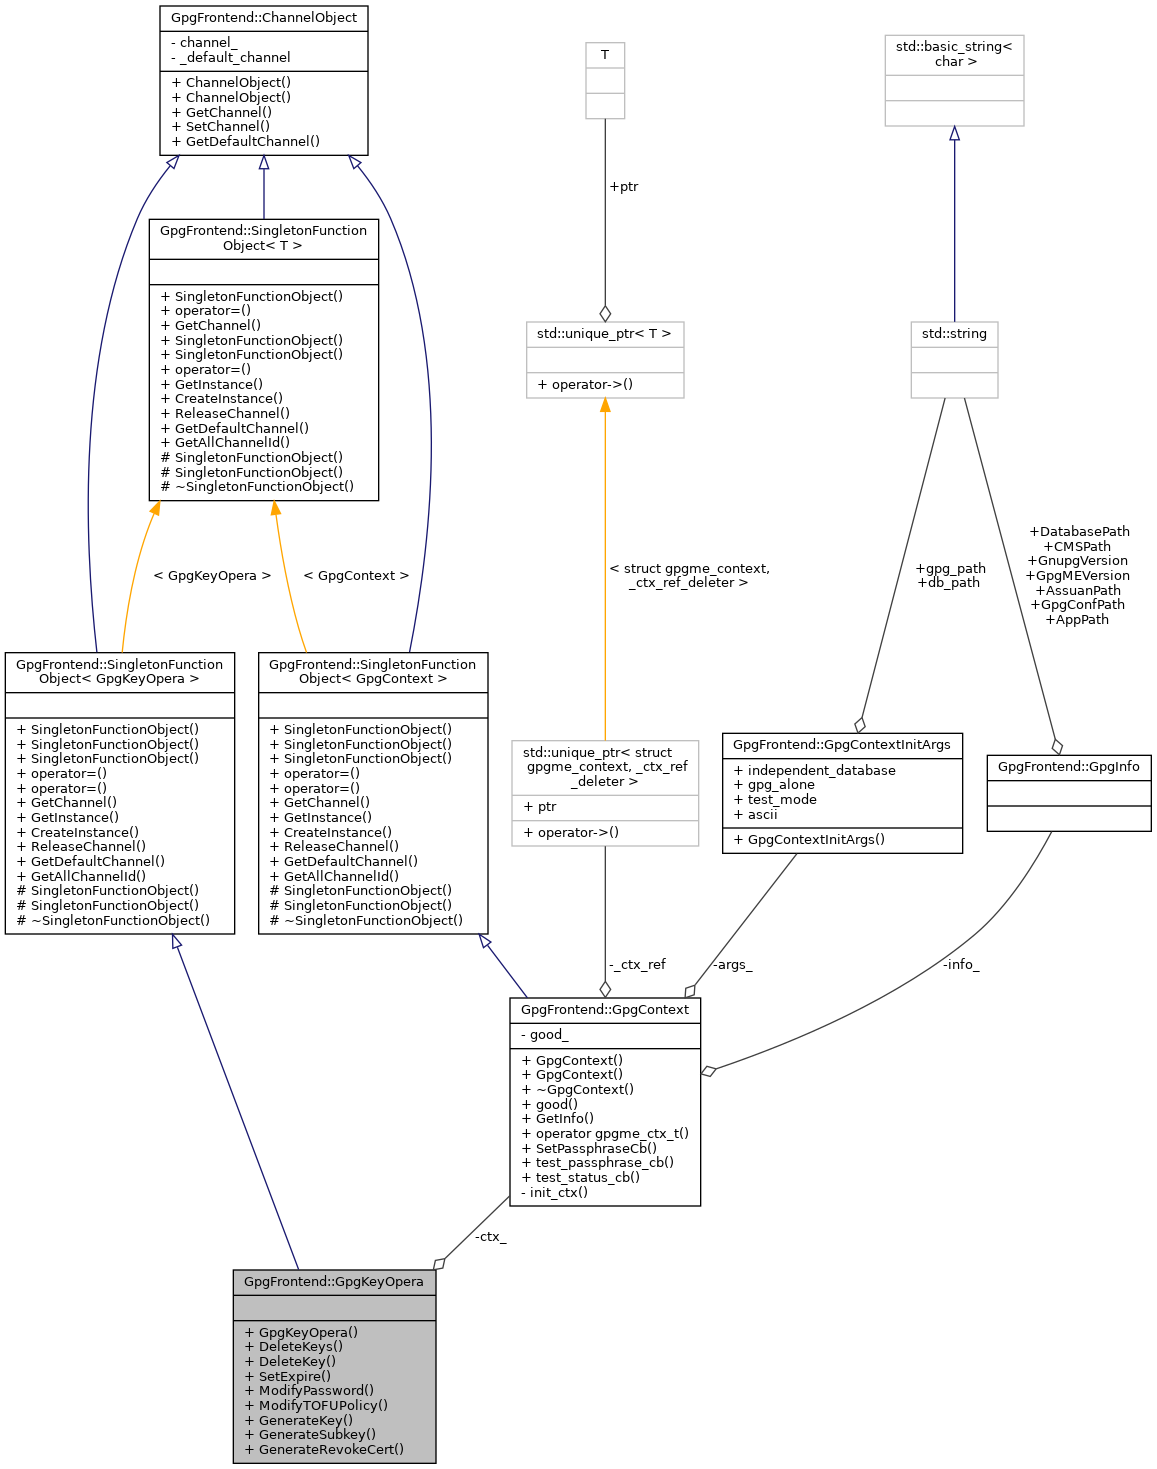 GpgFrontend::ChannelObject
- channel_
- _default_channel
+ ChannelObject()
+ ChannelObject()
+ GetChannel()
+ SetChannel()
+ GetDefaultChannel()
T
+ptr
std::basic_string<
char >
GpgFrontend::SingletonFunction
Object< T >
+ SingletonFunctionObject()
+ operator=()
+ GetChannel()
+ SingletonFunctionObject()
+ SingletonFunctionObject()
+ operator=()
+ GetInstance()
+ CreateInstance()
+ ReleaseChannel()
+ GetDefaultChannel()
+ GetAllChannelId()
# SingletonFunctionObject()
# SingletonFunctionObject()
# ~SingletonFunctionObject()
std::unique_ptr< T >
+ operator->()
std::string
< GpgKeyOpera >
< GpgContext >
< struct gpgme_context,
_ctx_ref_deleter >
+gpg_path
+db_path
+DatabasePath
+CMSPath
+GnupgVersion
+GpgMEVersion
+AssuanPath
+GpgConfPath
+AppPath
GpgFrontend::SingletonFunction
Object< GpgKeyOpera >
+ SingletonFunctionObject()
+ SingletonFunctionObject()
+ SingletonFunctionObject()
+ operator=()
+ operator=()
+ GetChannel()
+ GetInstance()
+ CreateInstance()
+ ReleaseChannel()
+ GetDefaultChannel()
+ GetAllChannelId()
# SingletonFunctionObject()
# SingletonFunctionObject()
# ~SingletonFunctionObject()
GpgFrontend::SingletonFunction
Object< GpgContext >
+ SingletonFunctionObject()
+ SingletonFunctionObject()
+ SingletonFunctionObject()
+ operator=()
+ operator=()
+ GetChannel()
+ GetInstance()
+ CreateInstance()
+ ReleaseChannel()
+ GetDefaultChannel()
+ GetAllChannelId()
# SingletonFunctionObject()
# SingletonFunctionObject()
# ~SingletonFunctionObject()
std::unique_ptr< struct
gpgme_context, _ctx_ref
_deleter >
+ ptr
+ operator->()
GpgFrontend::GpgContextInitArgs
+ independent_database
+ gpg_alone
+ test_mode
+ ascii
+ GpgContextInitArgs()
GpgFrontend::GpgInfo
-_ctx_ref
-args_
-info_
GpgFrontend::GpgContext
- good_
+ GpgContext()
+ GpgContext()
+ ~GpgContext()
+ good()
+ GetInfo()
+ operator gpgme_ctx_t()
+ SetPassphraseCb()
+ test_passphrase_cb()
+ test_status_cb()
- init_ctx()
-ctx_
GpgFrontend::GpgKeyOpera
+ GpgKeyOpera()
+ DeleteKeys()
+ DeleteKey()
+ SetExpire()
+ ModifyPassword()
+ ModifyTOFUPolicy()
+ GenerateKey()
+ GenerateSubkey()
+ GenerateRevokeCert()